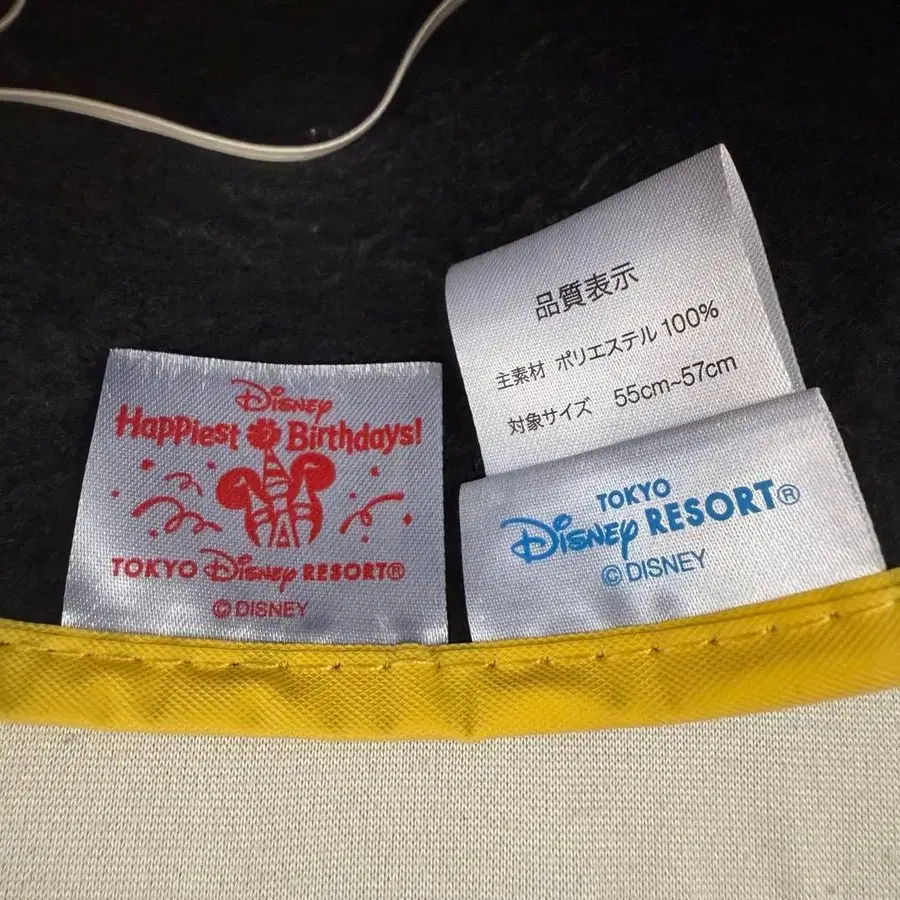 Disney
Happiest Birthdays!
TOKYO Disney RESORT®
© DISNEY
品質表示
主素材 ポリエステル 100%
対象サイズ 55cm~57cm
TOKYO
Disney RESORT®
© DISNEY